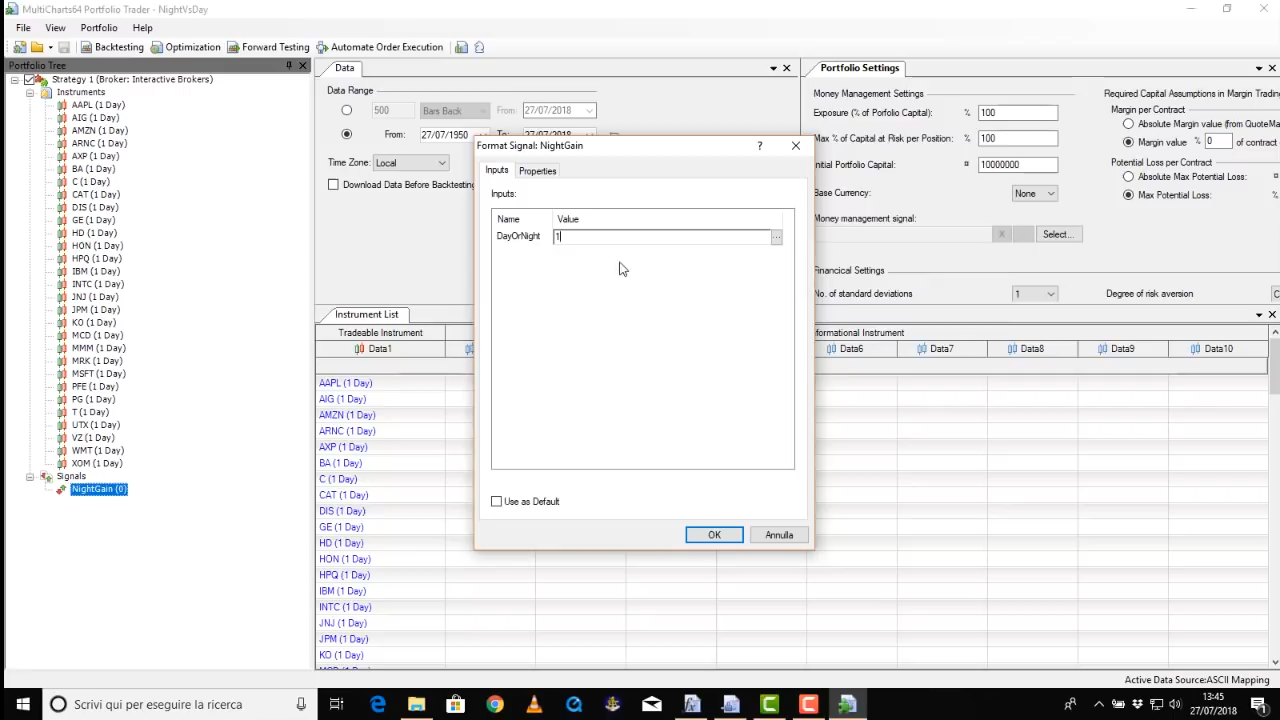 MultiCharts64 Portfolio Trader - NightVsDay
File View Portfolio Help
Backtesting Optimization Forward Testing Automate Order Execution
Portfolio Tree
Strategy 1 (Broker: Interactive Brokers)
Instruments
AAPL (1 Day)
AIG (1 Day)
AMZN (1 Day)
ARNC (1 Day)
AXP (1 Day)
BA (1 Day)
C (1 Day)
CAT (1 Day)
DIS (1 Day)
GE (1 Day)
HD (1 Day)
HON (1 Day)
HPQ (1 Day)
IBM (1 Day)
INTC (1 Day)
JNJ (1 Day)
JPM (1 Day)
KO (1 Day)
MCD (1 Day)
MMM (1 Day)
MRK (1 Day)
MSFT (1 Day)
PFE (1 Day)
PG (1 Day)
T (1 Day)
UTX (1 Day)
VZ (1 Day)
WMT (1 Day)
XOM (1 Day)
Signals
NightGain (0)
Data
Data Range
500 Bars Back From: 27/07/2018
From: 27/07/1950 To: 27/07/2018
Time Zone: Local
Download Data Before Backtesting
Format Signal: NightGain
?
Inputs Properties
Inputs:
Name Value
DayOrNight 1
...
Use as Default
OK Annulla
Portfolio Settings
Money Management Settings
Exposure (% of Porfolio Capital) % 100
Max % of Capital at Risk per Position: % 100
Initial Portfolio Capital: ¤ 10000000
Base Currency: None
Money management signal:
X Select...
Financical Settings
No. of standard deviations 1 Degree of risk aversion C
Required Capital Assumptions in Margin Trading
Margin per Contract
Absolute Margin value (from QuoteMa
Margin value % 0 of contract
Potential Loss per Contract
Absolute Max Potential Loss: ¤
Max Potential Loss: %
Instrument List
Tradeable Instrument formational Instrument
Data1 Data6 Data7 Data8 Data9 Data10
AAPL (1 Day)
AIG (1 Day)
AMZN (1 Day)
ARNC (1 Day)
AXP (1 Day)
BA (1 Day)
C (1 Day)
CAT (1 Day)
DIS (1 Day)
GE (1 Day)
HD (1 Day)
HON (1 Day)
HPQ (1 Day)
IBM (1 Day)
INTC (1 Day)
JNJ (1 Day)
JPM (1 Day)
KO (1 Day)
Active Data Source:ASCII Mapping
Scrivi qui per eseguire la ricerca
13:45
27/07/2018